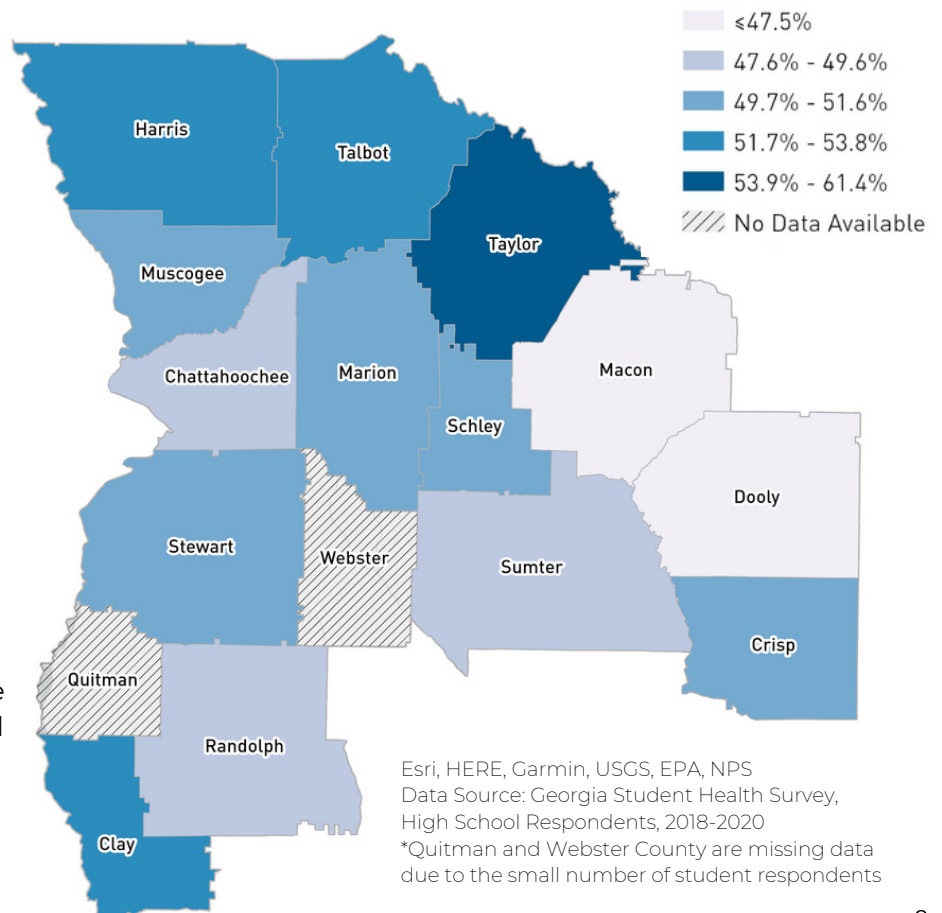 ≤47.5%
47.6% - 49.6%
49.7% - 51.6%
51.7% - 53.8%
53.9% - 61.4%
No Data Available
Harris
Talbot
Taylor
Muscogee
Chattahoochee
Marion
Macon
Schley
Dooly
Stewart
Webster
Sumter
Crisp
Quitman
Randolph
Clay
e
Esri, HERE, Garmin, USGS, EPA, NPS
Data Source: Georgia Student Health Survey,
High School Respondents, 2018-2020
*Quitman and Webster County are missing data
due to the small number of student respondents